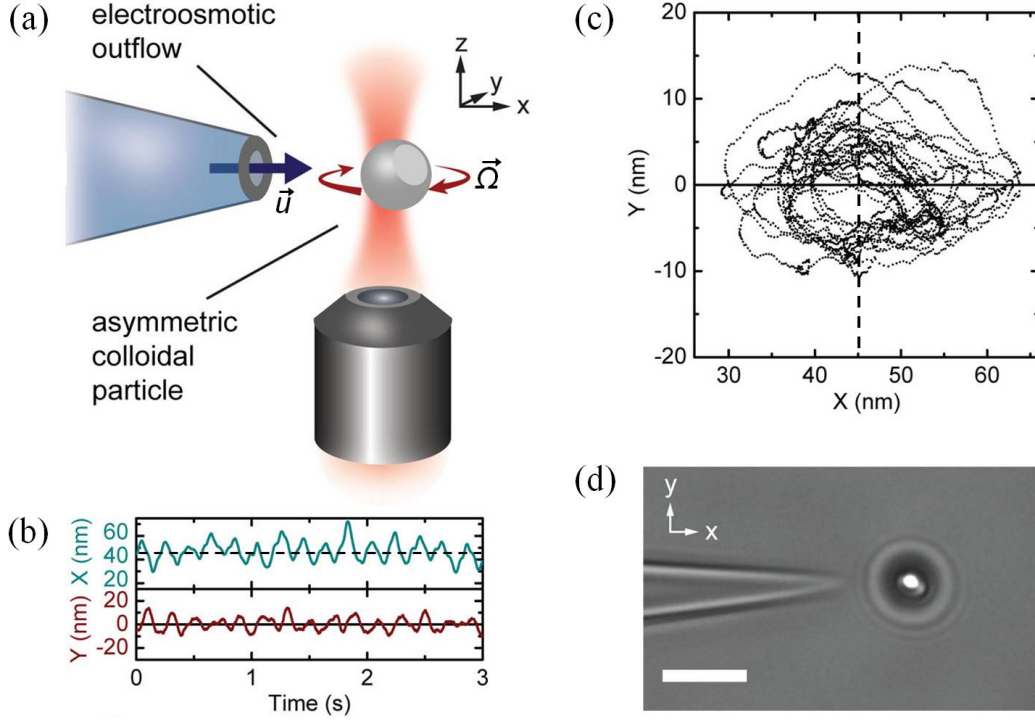 (a)
electroosmotic
outflow
z
y
x
u
Ω
asymmetric
colloidal
particle
(b)
X (nm)
60
40
20
Y (nm)
20
0
-20
0
1
2
3
Time (s)
(c)
Y (nm)
20
10
0
-10
-20
30
40
50
60
X (nm)
(d)
y
x